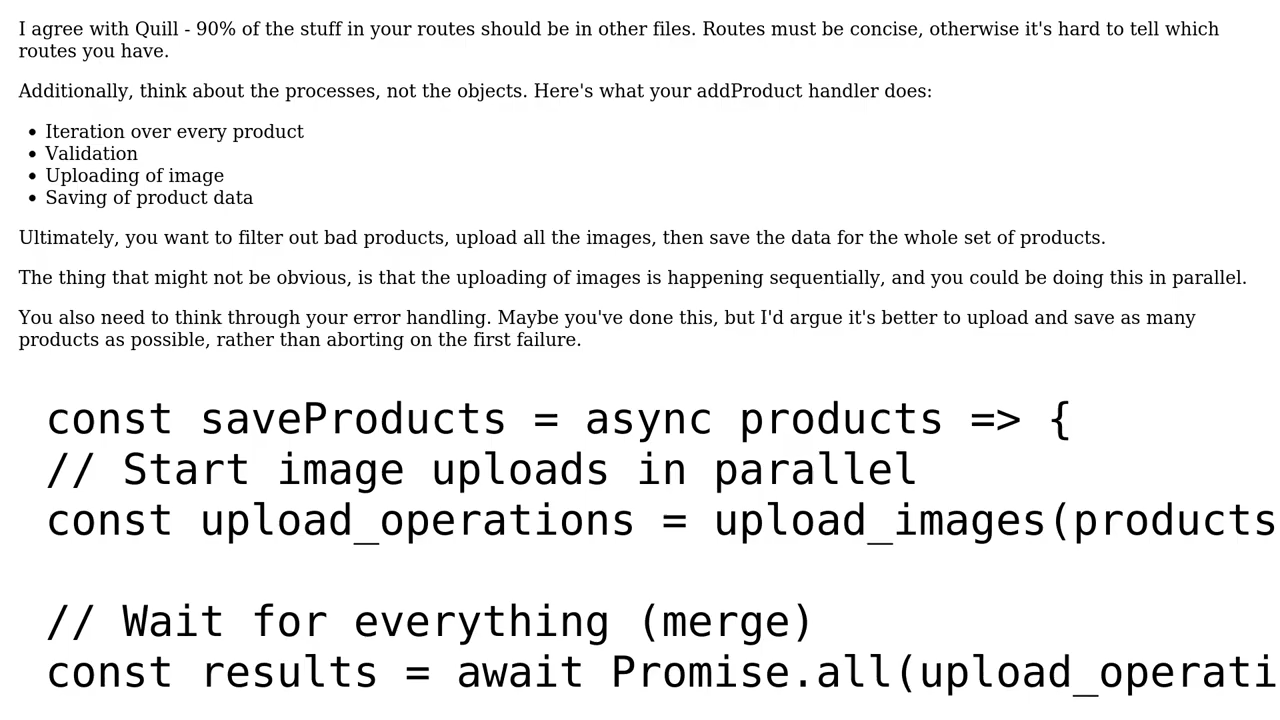 I agree with Quill - 90% of the stuff in your routes should be in other files. Routes must be concise, otherwise it's hard to tell which
routes you have.
Additionally, think about the processes, not the objects. Here's what your addProduct handler does:
• Iteration over every product
• Validation
• Uploading of image
• Saving of product data
Ultimately, you want to filter out bad products, upload all the images, then save the data for the whole set of products.
The thing that might not be obvious, is that the uploading of images is happening sequentially, and you could be doing this in parallel.
You also need to think through your error handling. Maybe you've done this, but I'd argue it's better to upload and save as many
products as possible, rather than aborting on the first failure.
const saveProducts = async products => {
// Start image uploads in parallel
const upload_operations = upload_images(products
// Wait for everything (merge)
const results = await Promise.all(upload_operati